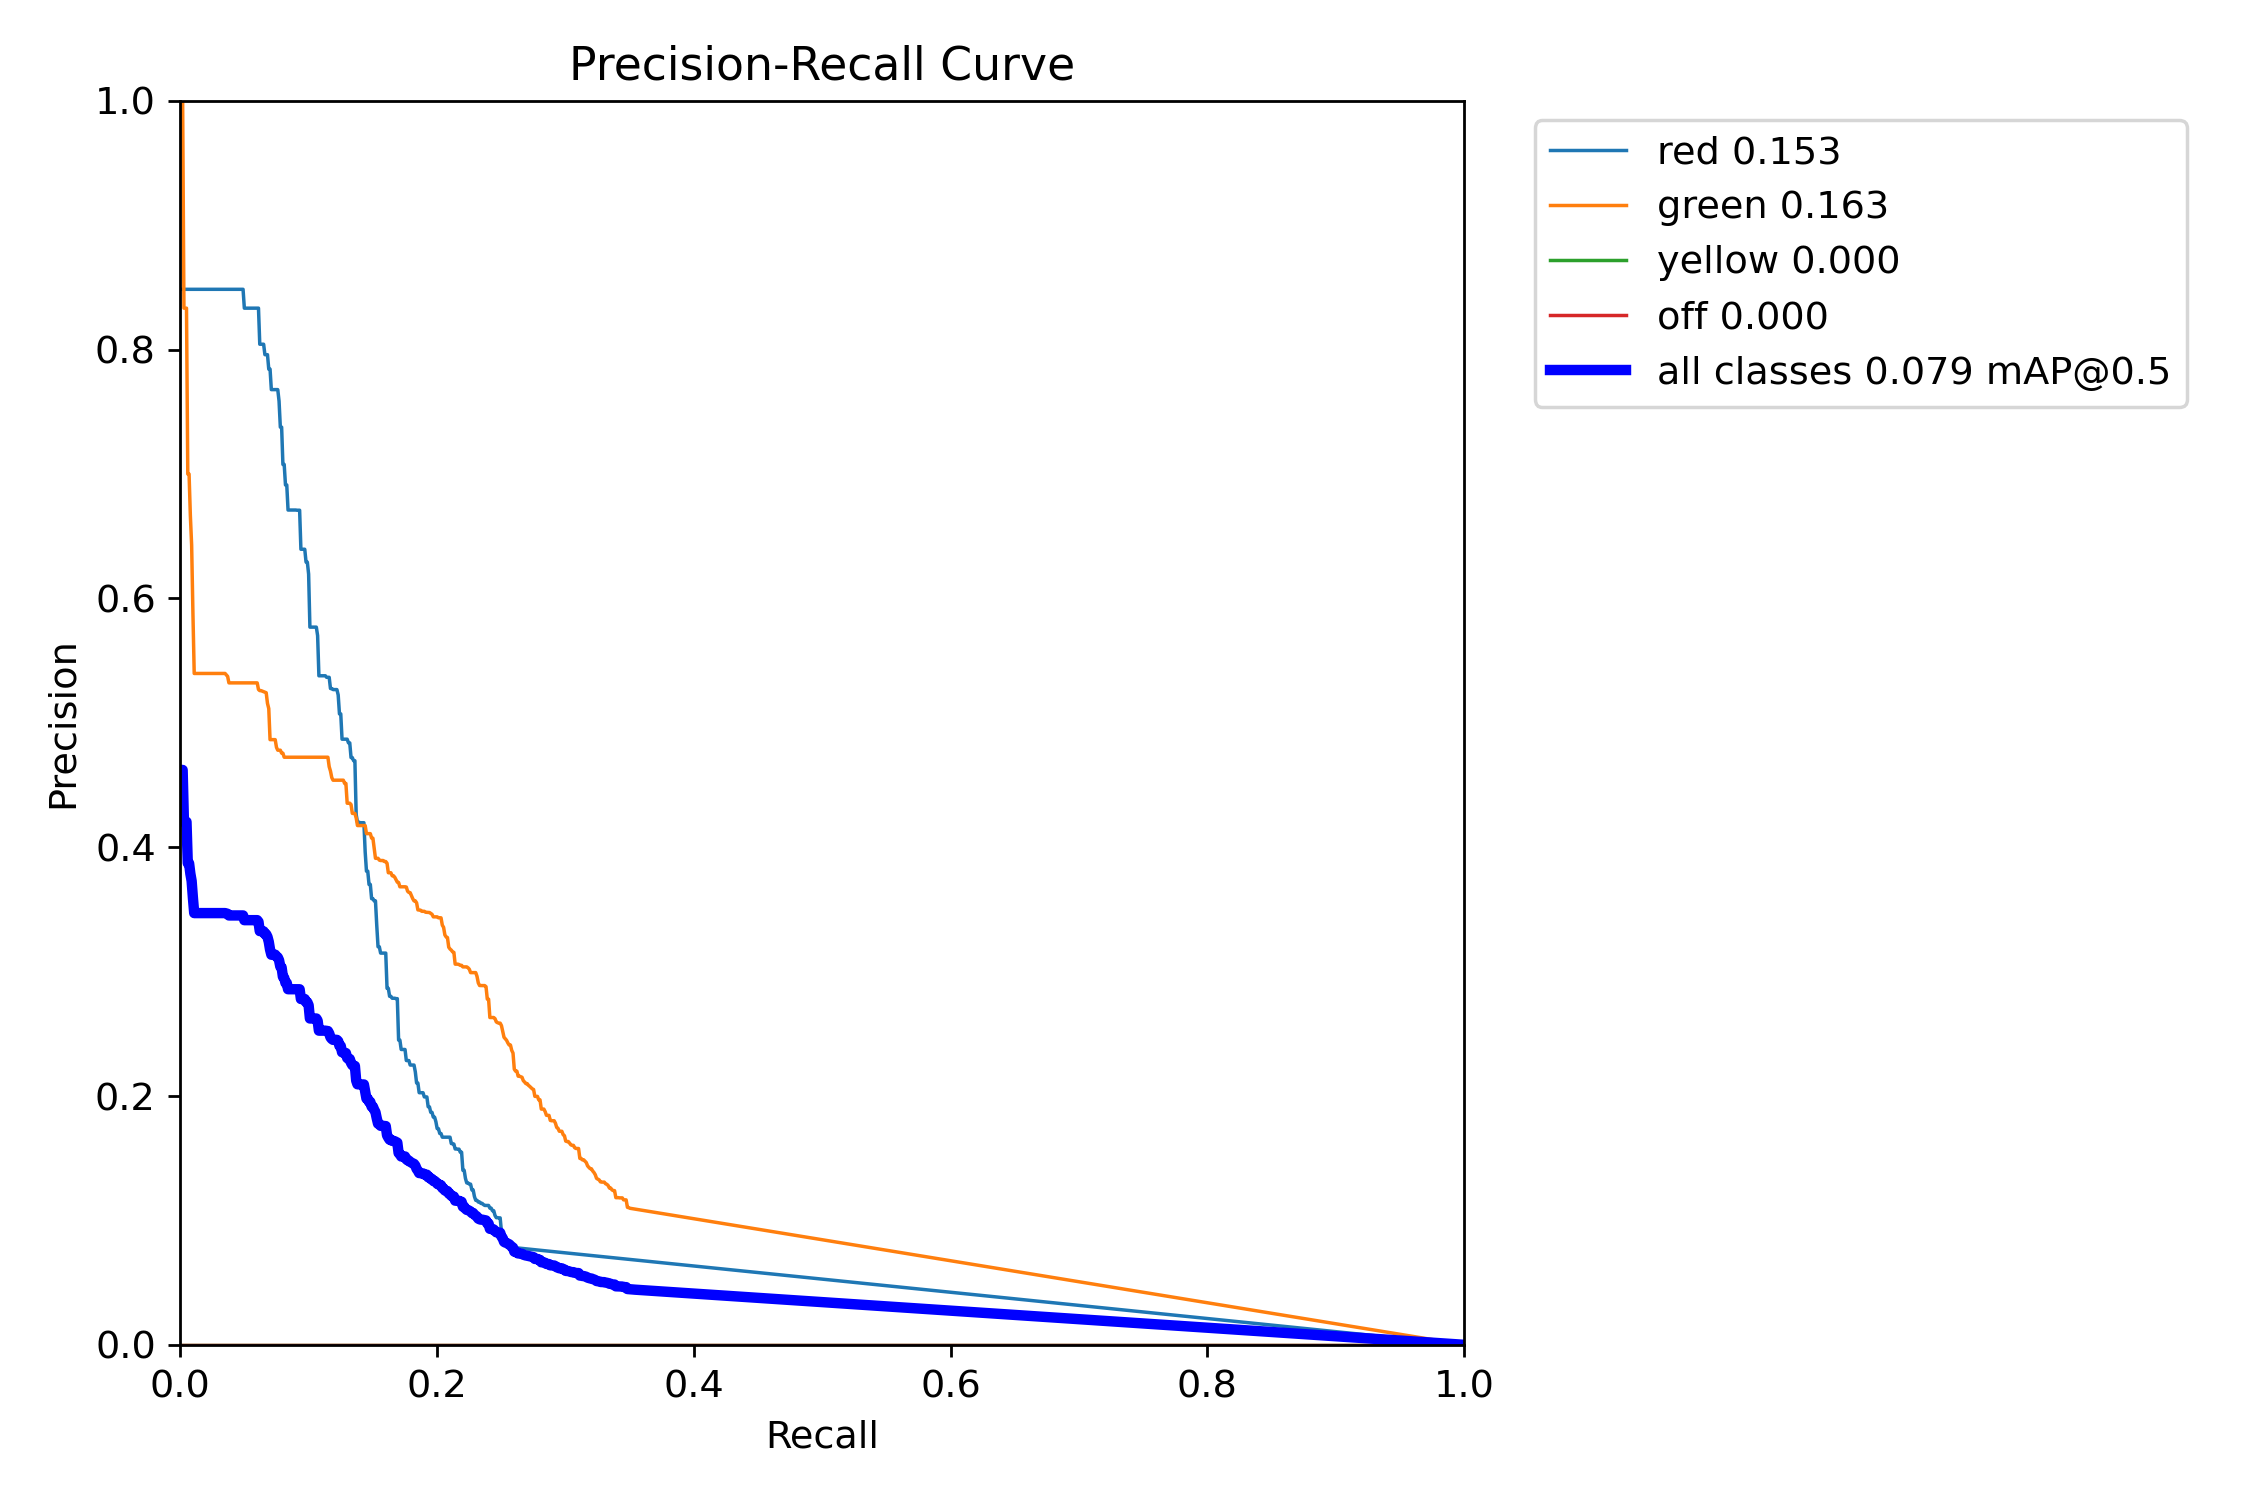 Precision-Recall Curve
1.0
0.8
0.6
0.4
0.2
0.0
Precision
0.0 0.2 0.4 0.6 0.8 1.0
Recall
red 0.153
green 0.163
yellow 0.000
off 0.000
all classes 0.079 mAP@0.5